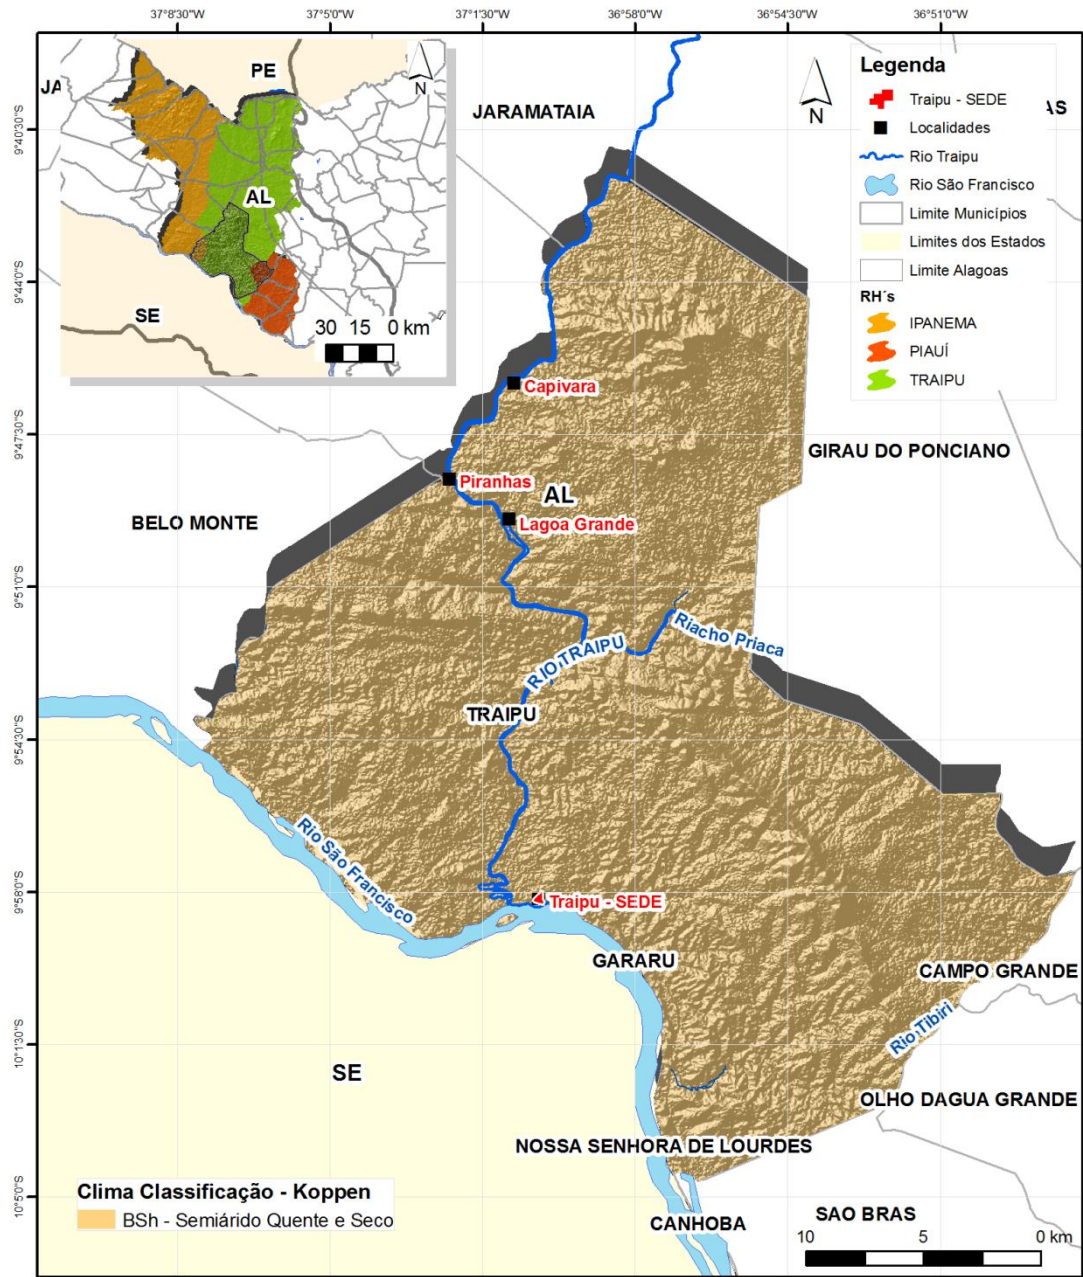 37°8'30"W
37°5'0"W
37°1'30"W
36°58'0"W
36°54'30"W
36°51'0"W
9°40'30"S
9°44'0"S
9°47'30"S
9°51'0"S
9°54'30"S
9°58'0"S
10°1'30"S
10°5'0"S
JA
PE
N
AL
SE
30 15 0 km
JARAMATAIA
N
AS
Legenda
Traipu - SEDE
Localidades
Rio Traipu
Rio São Francisco
Limite Municípios
Limites dos Estados
Limite Alagoas
RH´s
IPANEMA
PIAUÍ
TRAIPU
Capivara
GIRAU DO PONCIANO
Piranhas
AL
BELO MONTE
Lagoa Grande
Riacho Priaca
RIO TRAIPU
TRAIPU
Rio São Francisco
Traipu - SEDE
GARARU
CAMPO GRANDE
Rio Tibiri
SE
OLHO DAGUA GRANDE
NOSSA SENHORA DE LOURDES
Clima Classificação - Koppen
BSh - Semiárido Quente e Seco
CANHOBA
SAO BRAS
10 5 0 km